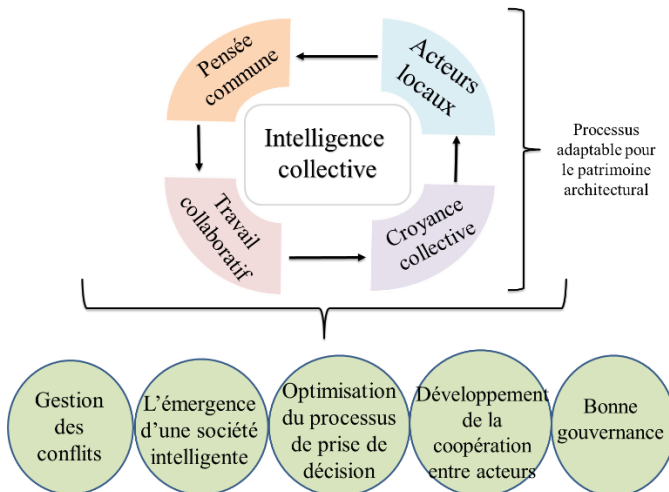 Pensée
commune
Acteurs
locaux
Intelligence
collective
Travail
collaboratif
Croyance
collective
Processus
adaptable pour
le patrimoine
architectural
Gestion
des
conflits
L'émergence
d'une société
intelligente
Optimisation
du processus
de prise de
décision
Développement
de la
coopération
entre acteurs
Bonne
gouvernance